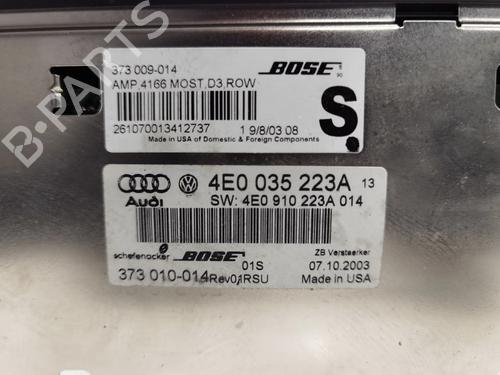 373 009-014
BOSE
90
AMP,4166 MOST,D3,ROW
261070013412737
1 9/8/03 08
S.
Made in USA of Domestic & Foreign Components
Audi
4E0 035 223A 13
SW: 4E0 910 223A 014
schefenacker
BOSE
01S
ZB Verstaerker
07.10.2003
373 010-014
Rev01RSU
Made in USA
B-PARTS